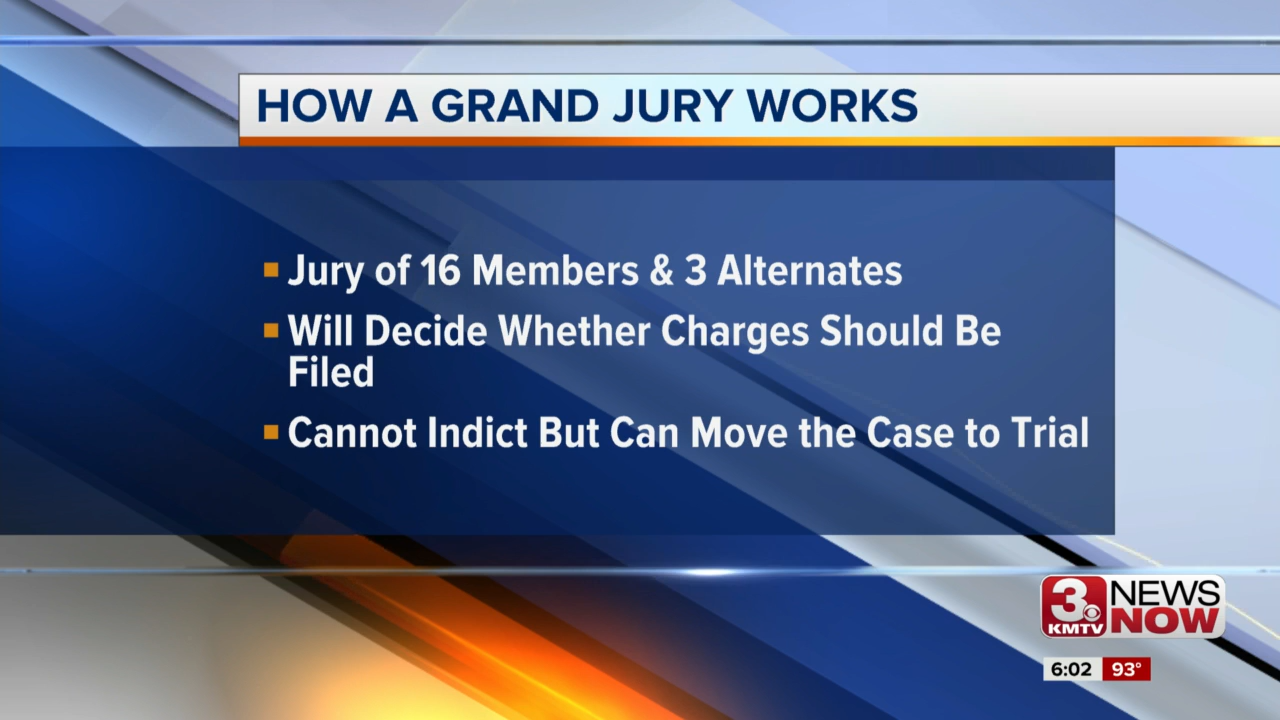 HOW A GRAND JURY WORKS
Jury of 16 Members & 3 Alternates
Will Decide Whether Charges Should Be
Filed
Cannot Indict But Can Move the Case to Trial
3 NEWS
KMTV NOW
6:02 93°